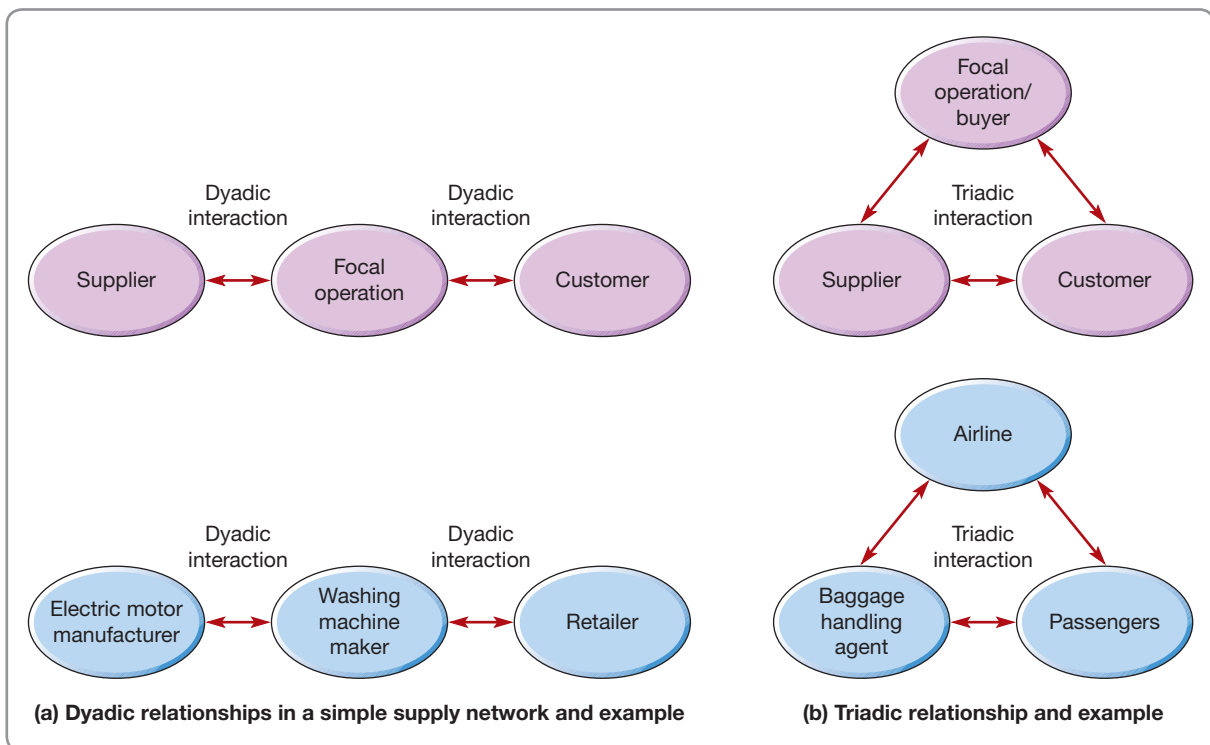 Focal
operation/
buyer
Dyadic
interaction
Dyadic
interaction
Triadic
interaction
Supplier
Focal
operation
Customer
Supplier
Customer
Airline
Dyadic
interaction
Dyadic
interaction
Triadic
interaction
Electric motor
manufacturer
Washing
machine
maker
Retailer
Baggage
handling
agent
Passengers
(a) Dyadic relationships in a simple supply network and example
(b) Triadic relationship and example